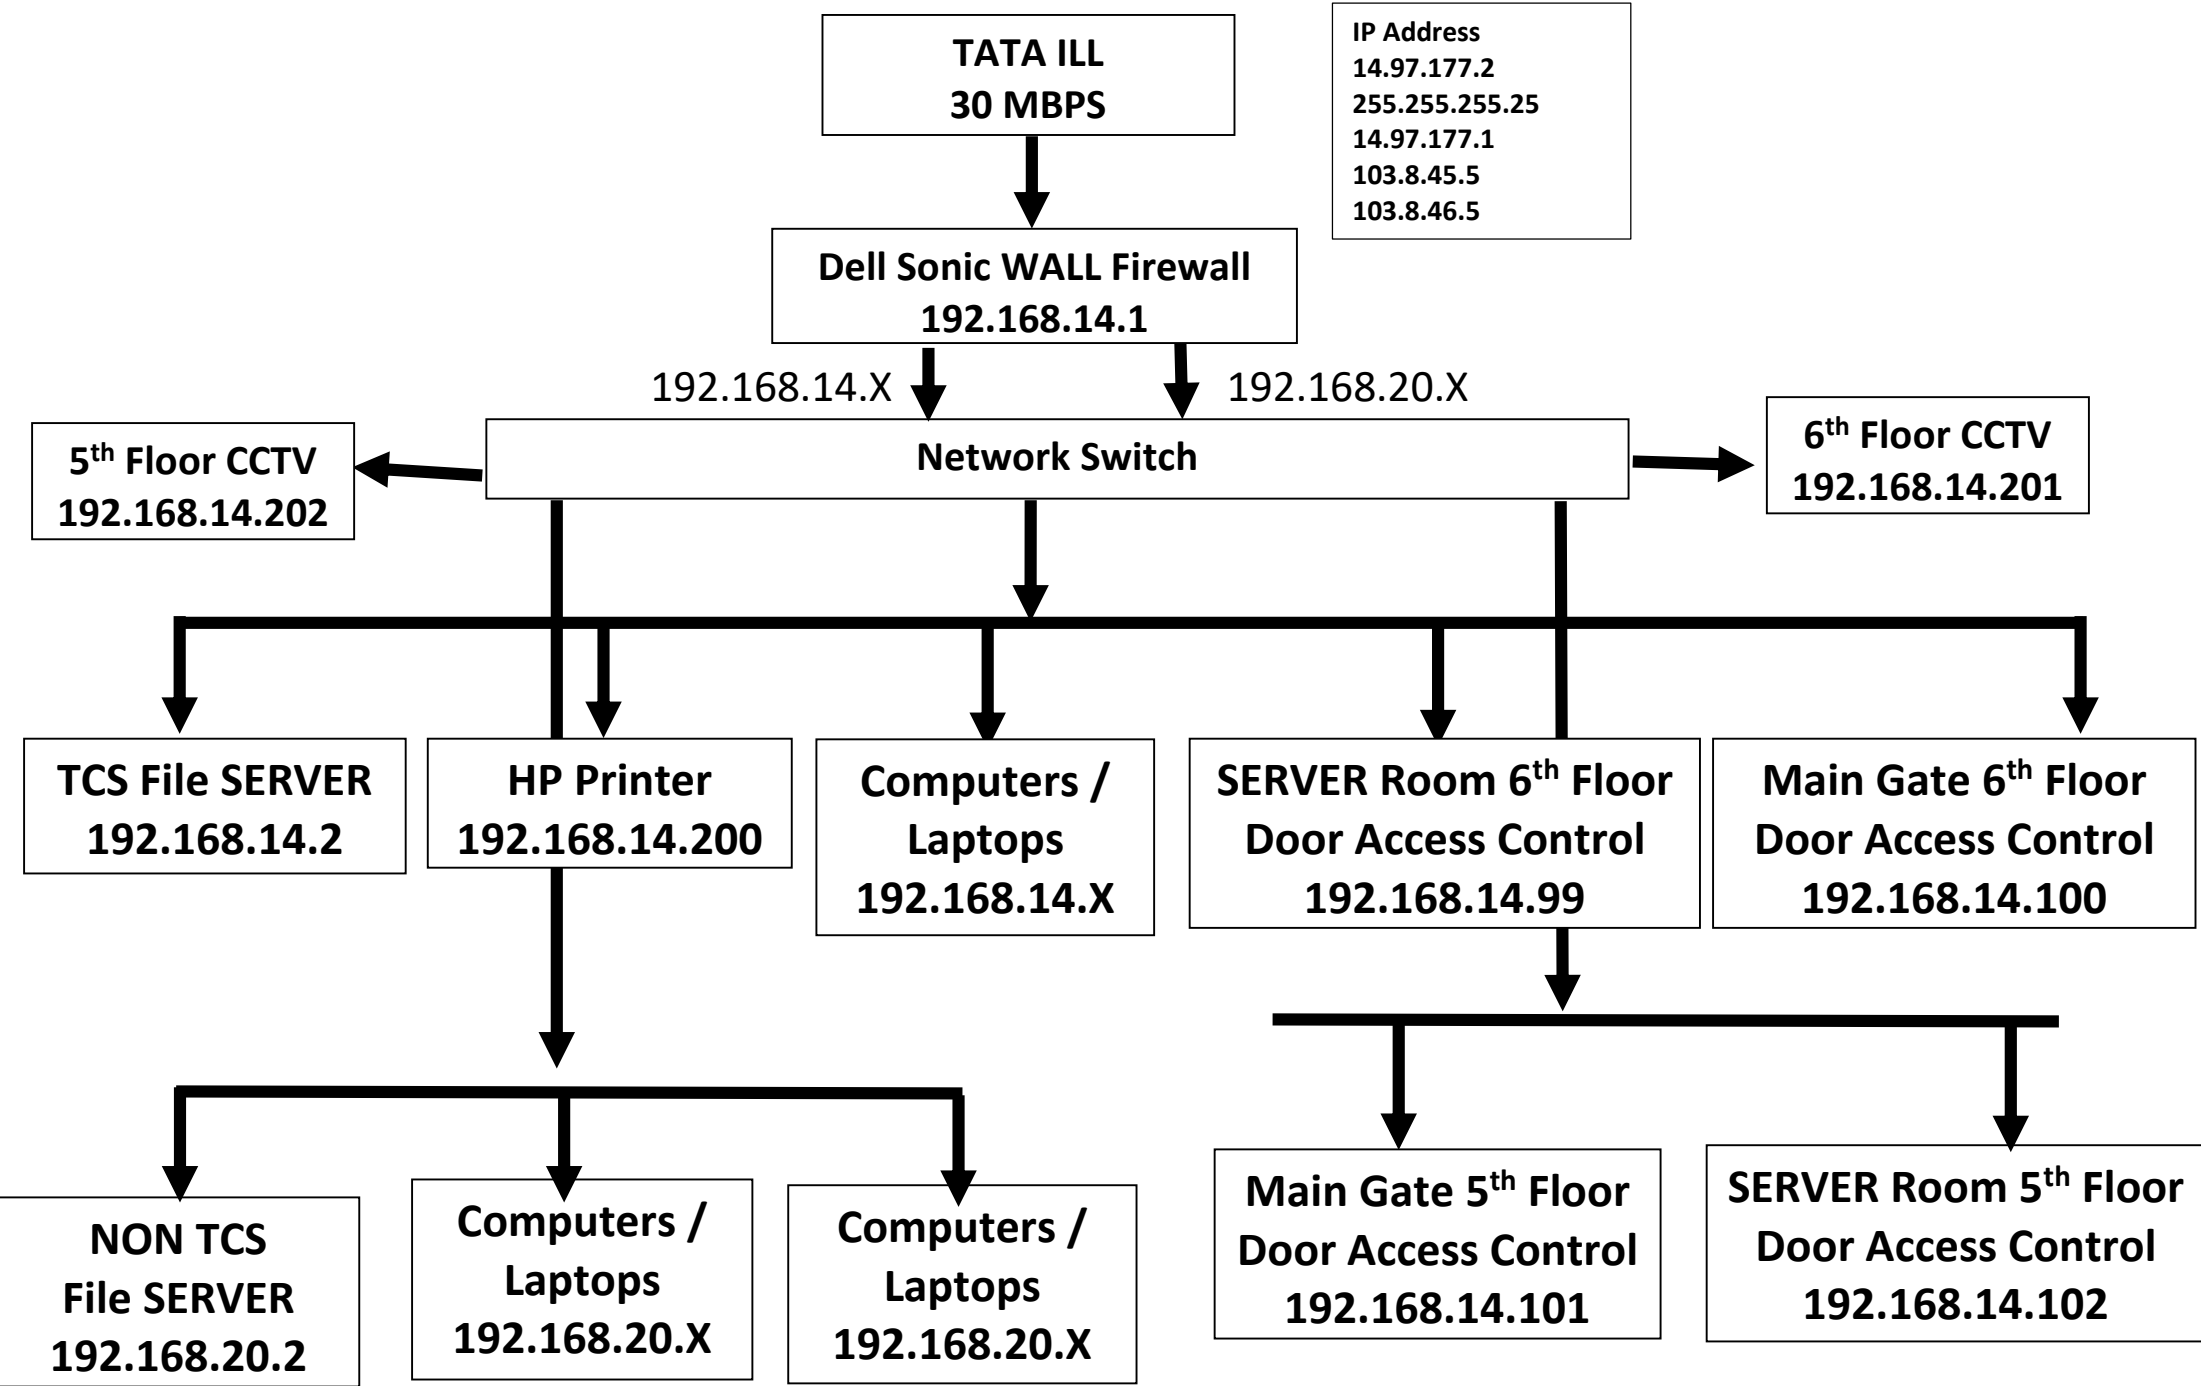 TATA ILL
30 MBPS
IP Address
14.97.177.2
255.255.255.25
14.97.177.1
103.8.45.5
103.8.46.5
Dell Sonic WALL Firewall
192.168.14.1
192.168.14.X
192.168.20.X
5th Floor CCTV
192.168.14.202
Network Switch
6th Floor CCTV
192.168.14.201
TCS File SERVER
192.168.14.2
HP Printer
192.168.14.200
Computers /
Laptops
192.168.14.X
SERVER Room 6th Floor
Door Access Control
192.168.14.99
Main Gate 6th Floor
Door Access Control
192.168.14.100
NON TCS
File SERVER
192.168.20.2
Computers /
Laptops
192.168.20.X
Computers /
Laptops
192.168.20.X
Main Gate 5th Floor
Door Access Control
192.168.14.101
SERVER Room 5th Floor
Door Access Control
192.168.14.102